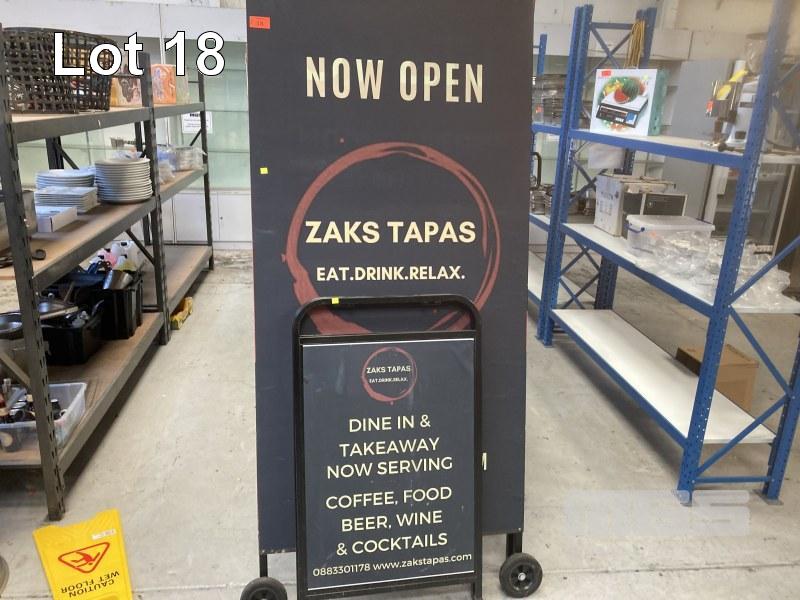 Lot 18
18
NOW OPEN
ZAKS TAPAS
EAT.DRINK.RELAX.
ZAKS TAPAS
EAT.DRINK.RELAX.
DINE IN &
TAKEAWAY
NOW SERVING
COFFEE, FOOD
BEER, WINE
& COCKTAILS
0883301178 www.zakstapas.com
CAUTION
WET FLOOR